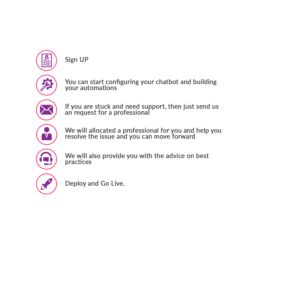 Sign UP
You can start configuring your chatbot and building
your automations
If you are stuck and need support, then just send us
an request for a professional
We will allocated a professional for you and help you
resolve the issue and you can move forward
We will also provide you with the advice on best
practices
Deploy and Go Live.